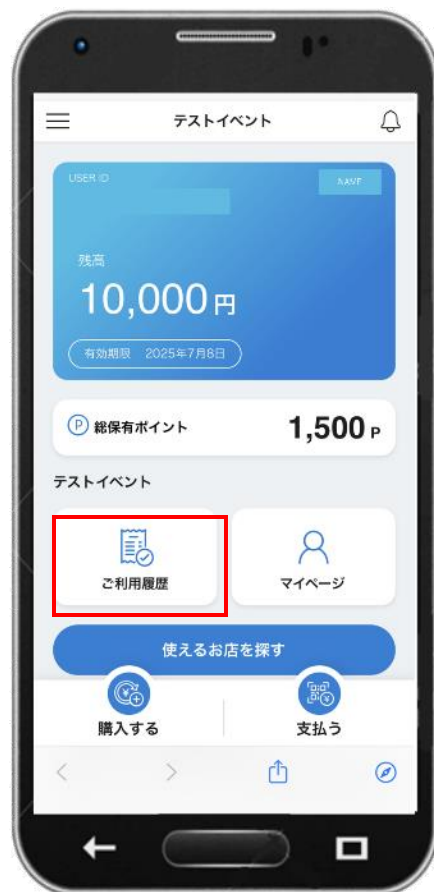 テストイベント
USER ID
SAVE
残高
10,000円
有効期限 2025年7月8日
P 総保有ポイント 1,500 P
テストイベント
ご利用履歴 マイページ
使えるお店を探す
購入する 支払う